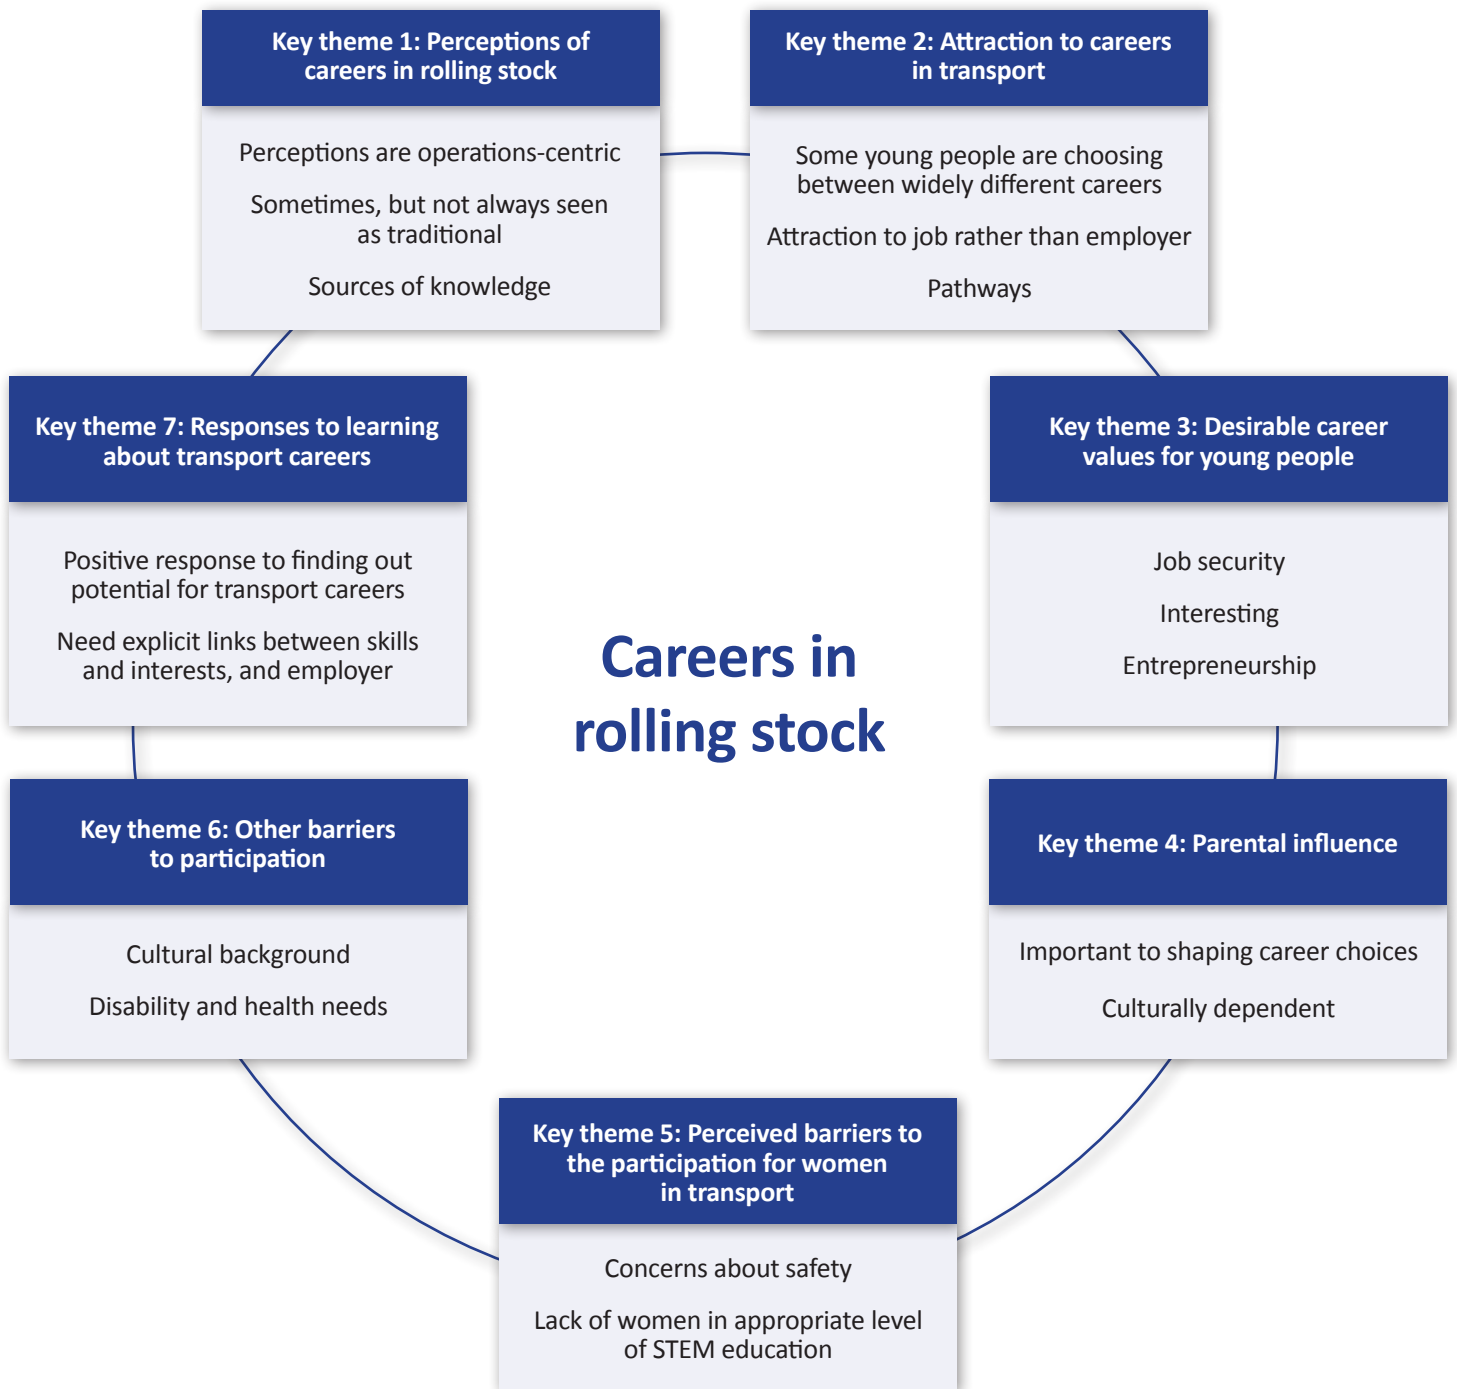 Key theme 1: Perceptions of
careers in rolling stock
Perceptions are operations-centric
Sometimes, but not always seen
as traditional
Sources of knowledge
Key theme 2: Attraction to careers
in transport
Some young people are choosing
between widely different careers
Attraction to job rather than employer
Pathways
Key theme 3: Desirable career
values for young people
Job security
Interesting
Entrepreneurship
Key theme 4: Parental influence
Important to shaping career choices
Culturally dependent
Key theme 5: Perceived barriers to
the participation for women
in transport
Concerns about safety
Lack of women in appropriate level
of STEM education
Key theme 6: Other barriers
to participation
Cultural background
Disability and health needs
Key theme 7: Responses to learning
about transport careers
Positive response to finding out
potential for transport careers
Need explicit links between skills
and interests, and employer
Careers in
rolling stock